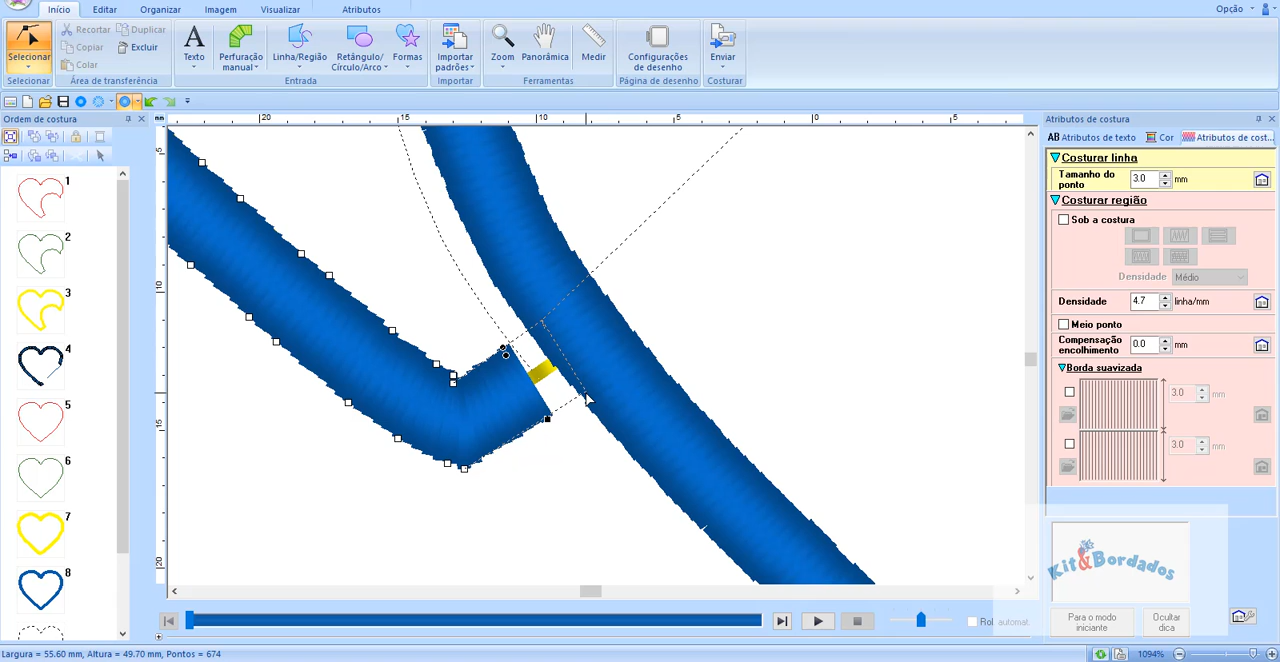 Início Editar Organizar Imagem Visualizar Atributos Opção
Selecionar
Recortar Duplicar
Copiar Excluir
Colar
Texto Perfuração manual Linha/Região Retângulo/ Círculo/Arco Formas Importar padrões Zoom Panorâmica Medir Configurações de desenho Enviar
Selecionar Área de transferência Entrada Importar Ferramentas Página de desenho Costurar
Ordem de costura
mm 20 15 10 5 0 5
Atributos de costura
AB Atributos de texto Cor Atributos de cost...
Costurar linha
Tamanho do ponto 3.0 mm
Costurar região
Sob a costura
Densidade Médio
Densidade 4.7 linha/mm
Meio ponto
Compensação encolhimento 0.0 mm
Borda suavizada
3.0 mm
3.0 mm
1
2
3
4
5
6
7
8
5
10
15
20
Kit&Bordados
Para o modo iniciante
Ocultar dica
Rol automat.
Largura = 55.60 mm, Altura = 49.70 mm, Pontos = 674
1094%